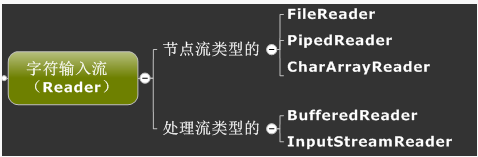 字符输入流
（Reader）
节点流类型的
FileReader
PipedReader
CharArrayReader
处理流类型的
BufferedReader
InputStreamReader